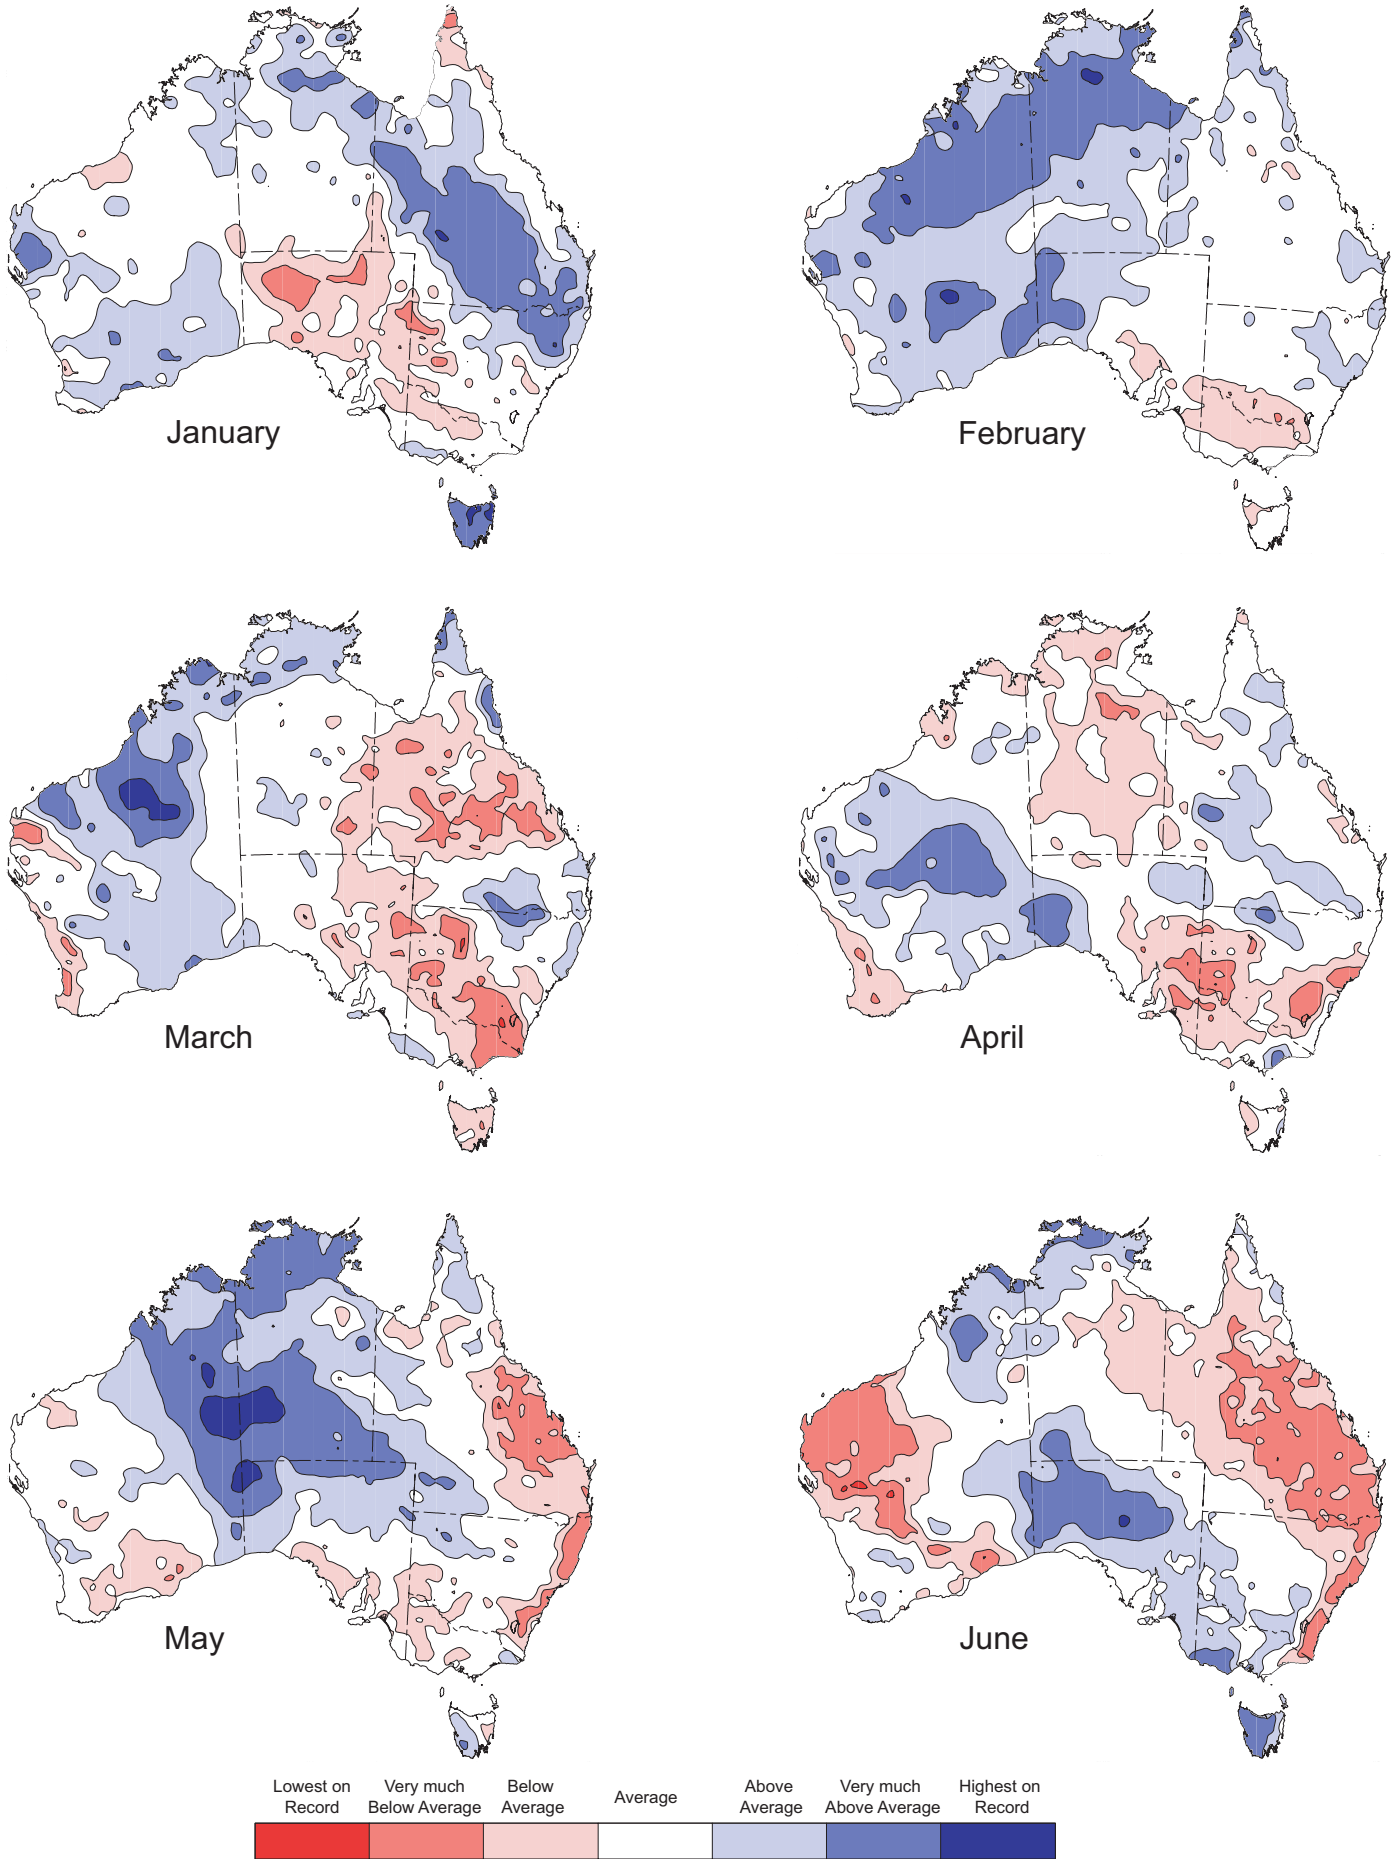 January
February
March
April
May
June
Lowest on
Record
Very much
Below Average
Below
Average
Average
Above
Average
Very much
Above Average
Highest on
Record